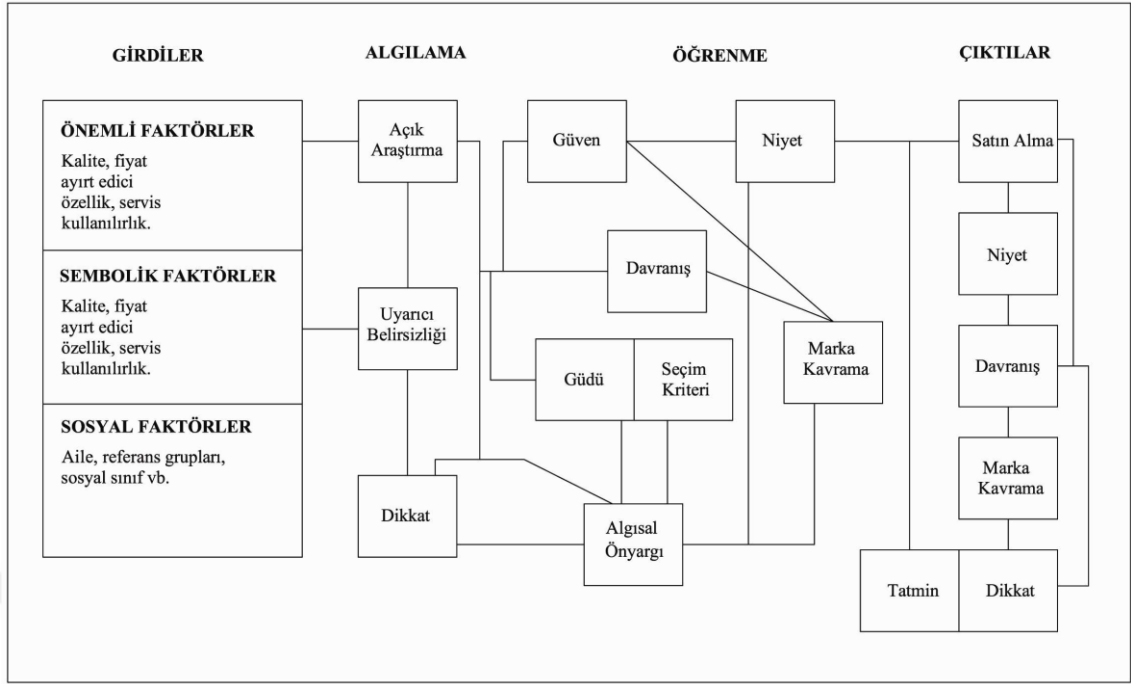 GİRDİLER
ALGILAMA
ÖĞRENME
ÇIKTILAR
ÖNEMLİ FAKTÖRLER
Kalite, fiyat
ayırt edici
özellik, servis
kullanılırlık.
SEMBOLİK FAKTÖRLER
Kalite, fiyat
ayırt edici
özellik, servis
kullanılırlık.
SOSYAL FAKTÖRLER
Aile, referans grupları,
sosyal sınıf vb.
Açık
Araştırma
Uyarıcı
Belirsizliği
Dikkat
Güven
Niyet
Davranış
Güdü
Seçim
Kriteri
Marka
Kavrama
Algısal
Önyargı
Satın Alma
Niyet
Davranış
Marka
Kavrama
Tatmin
Dikkat